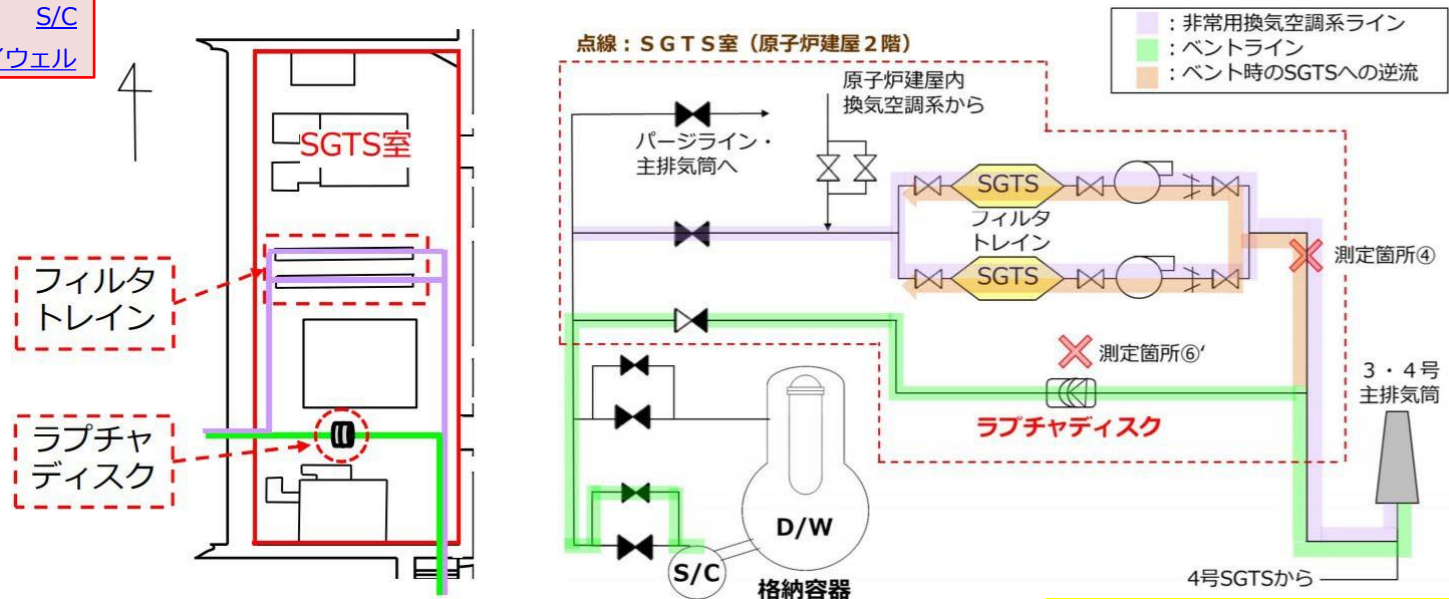 S/C
イウェル
SGTS室
フィルタ
トレイン
ラプチャ
ディスク
点線：ＳＧＴＳ室（原子炉建屋２階）
：非常用換気空調系ライン
：ベントライン
：ベント時のSGTSへの逆流
原子炉建屋内
換気空調系から
パージライン・
主排気筒へ
SGTS
フィルタ
トレイン
SGTS
測定箇所④
測定箇所⑥‘
ラプチャディスク
３・４号
主排気筒
D/W
S/C
格納容器
4号SGTSから